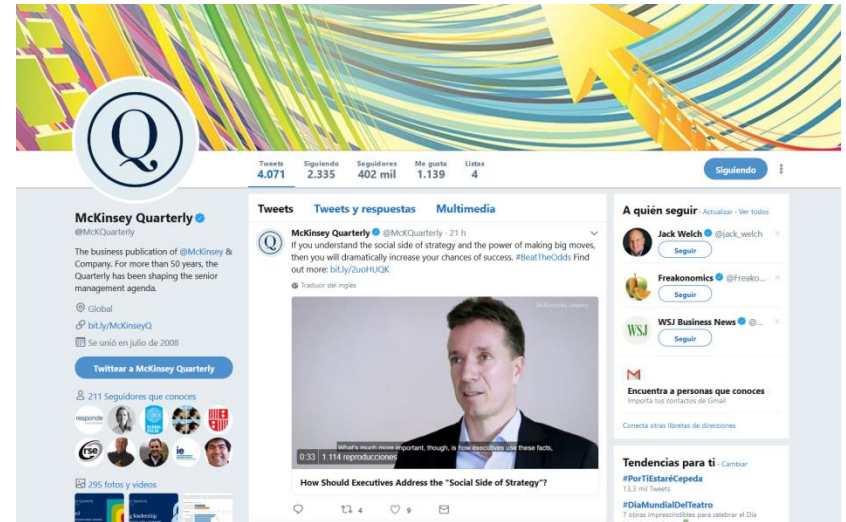 Q
Tweets Siguiendo Seguidores Me gusta Listas
4.071 2.335 402 mil 1.139 4
Siguiendo
McKinsey Quarterly
@McKQuarterly
The business publication of @McKinsey &
Company. For more than 50 years, the
Quarterly has been shaping the senior
management agenda.
Global
bit.ly/McKinseyQ
Se unió en julio de 2008
Twittear a McKinsey Quarterly
211 Seguidores que conoces
responde
rse
ie
295 fotos y videos
Tweets Tweets y respuestas Multimedia
Q
McKinsey Quarterly @McKQuarterly · 21 h
If you understand the social side of strategy and the power of making big moves,
then you will dramatically increase your chances of success. #BeatTheOdds Find
out more: bit.ly/2uoHUQK
Traducir del inglés
McKinsey&Company
What's much more important, though, is how executives use these facts,
0:33 1.114 reproducciones
How Should Executives Address the "Social Side of Strategy"?
4 9
A quién seguir · Actualizar · Ver todos
Jack Welch @jack_welch
Seguir
Freakonomics @Freako...
Seguir
WSJ
WSJ Business News @...
Seguir
Encuentra a personas que conoces
Importa tus contactos de Gmail
Conecta otras libretas de direcciones
Tendencias para ti · Cambiar
#PorTiEstaréCepeda
13,3 mil Tweets
#DiaMundialDelTeatro
7 obras imprescindibles para celebrar el Día